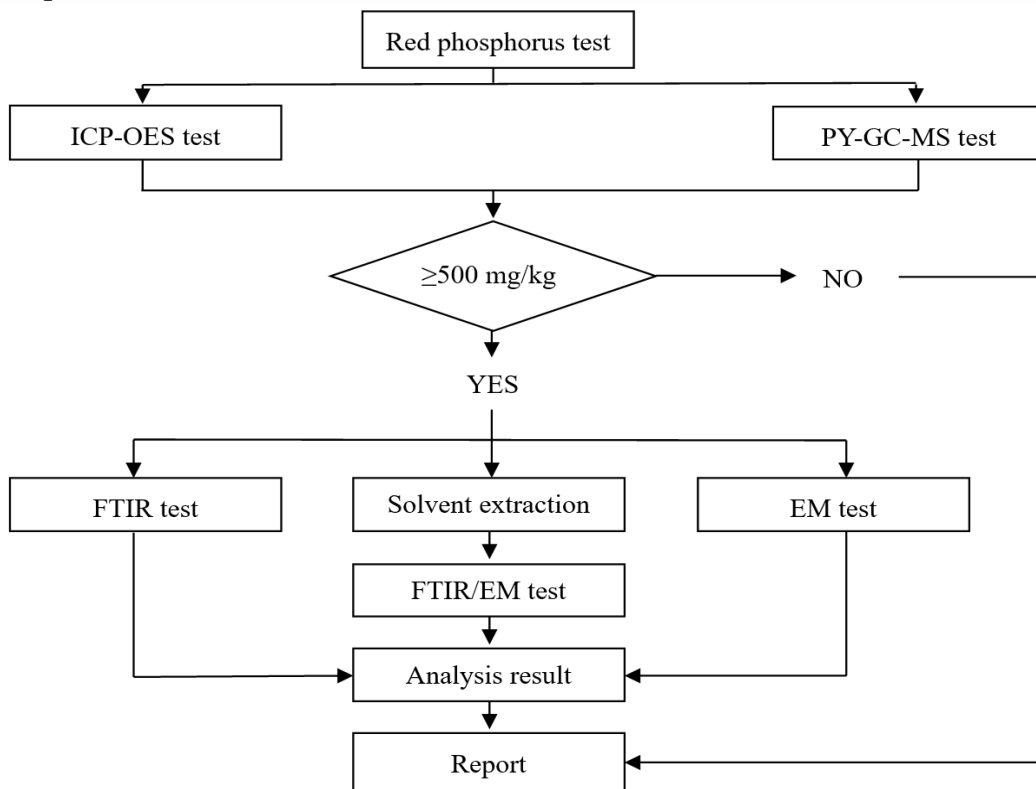 Red phosphorus test
ICP-OES test
PY-GC-MS test
≥500 mg/kg
NO
YES
FTIR test
Solvent extraction
EM test
FTIR/EM test
Analysis result
Report